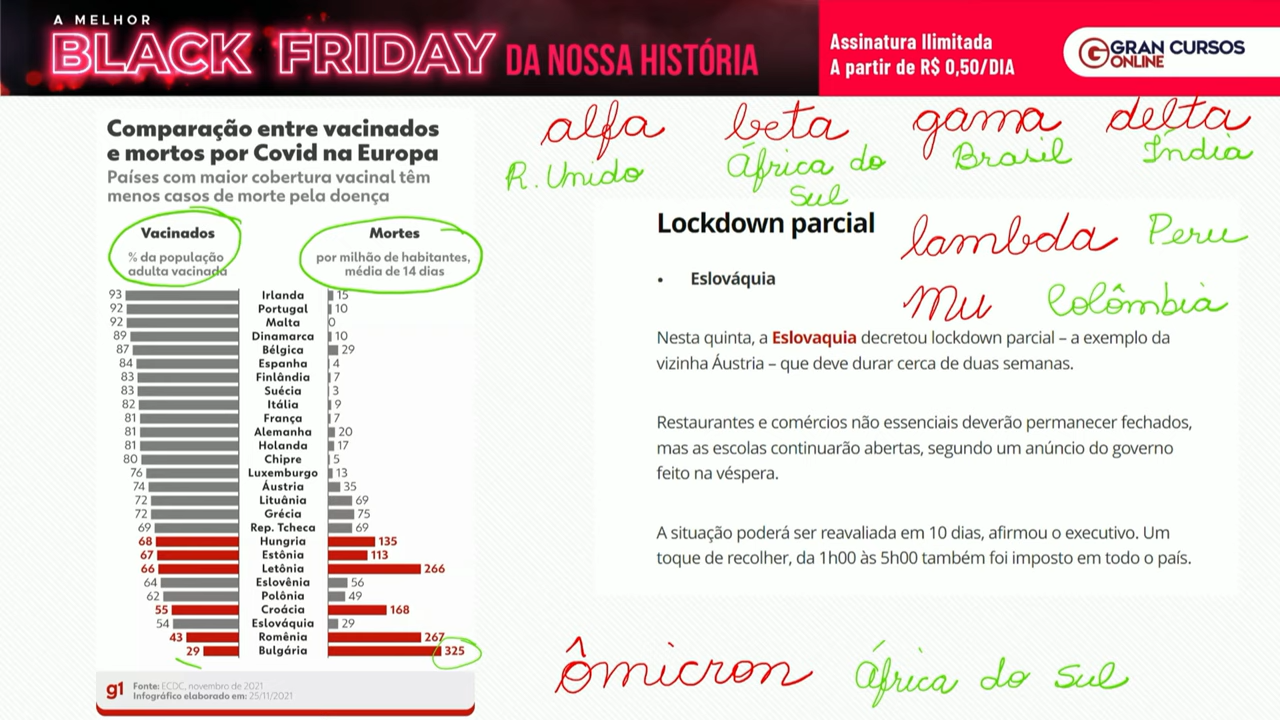 A MELHOR
BLACK FRIDAY DA NOSSA HISTÓRIA
Assinatura Ilimitada
A partir de R$ 0,50/DIA
GRAN CURSOS
ONLINE
Comparação entre vacinados
e mortos por Covid na Europa
Países com maior cobertura vacinal têm
menos casos de morte pela doença
Vacinados Mortes
% da população por milhão de habitantes,
adulta vacinada média de 14 dias
93 Irlanda 15
92 Portugal 10
92 Malta 0
89 Dinamarca 10
87 Bélgica 29
84 Espanha 4
83 Finlândia 7
83 Suécia 3
82 Itália 9
81 França 7
81 Alemanha 20
81 Holanda 17
80 Chipre 5
76 Luxemburgo 13
74 Áustria 35
72 Lituânia 69
72 Grécia 75
69 Rep. Tcheca 69
68 Hungria 135
67 Estônia 113
66 Letônia 266
64 Eslovênia 56
62 Polônia 49
55 Croácia 168
54 Eslováquia 29
43 Romênia 267
29 Bulgária 325
g1
Fonte: ECDC, novembro de 2021
Infográfico elaborado em: 25/11/2021
alfa beta gama delta
R. Unido África do Sul Brasil Índia
Lockdown parcial
lambda Peru
• Eslováquia
mu Colômbia
Nesta quinta, a Eslovaquia decretou lockdown parcial – a exemplo da
vizinha Áustria – que deve durar cerca de duas semanas.
Restaurantes e comércios não essenciais deverão permanecer fechados,
mas as escolas continuarão abertas, segundo um anúncio do governo
feito na véspera.
A situação poderá ser reavaliada em 10 dias, afirmou o executivo. Um
toque de recolher, da 1h00 às 5h00 também foi imposto em todo o país.
ômicron África do Sul